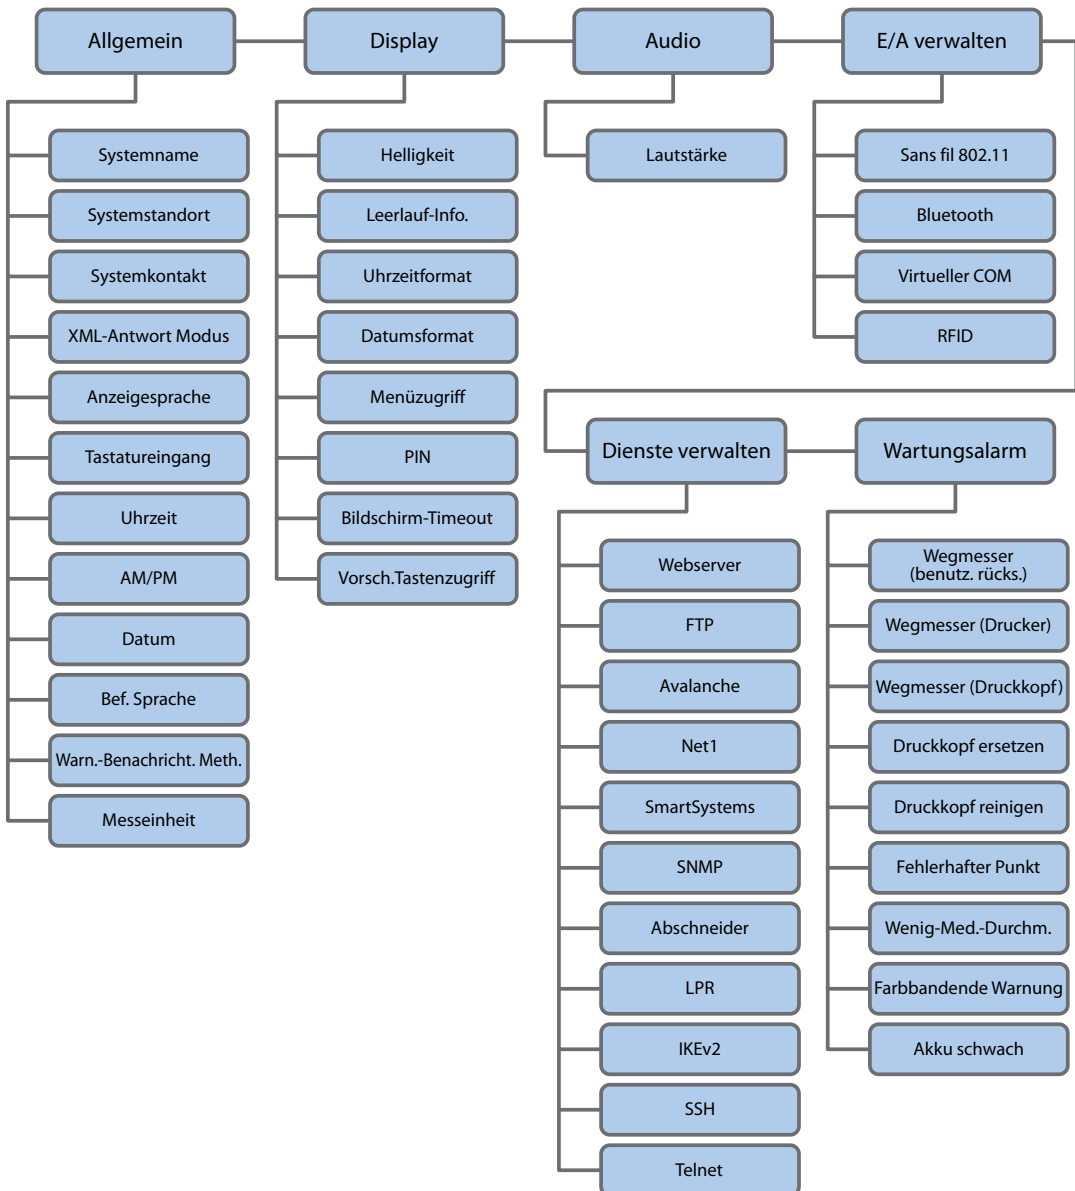 Allgemein
Display
Audio
E/A verwalten
Systemname
Systemstandort
Systemkontakt
XML-Antwort Modus
Anzeigesprache
Tastatureingang
Uhrzeit
AM/PM
Datum
Bef. Sprache
Warn.-Benachricht. Meth.
Messeinheit
Helligkeit
Leerlauf-Info.
Uhrzeitformat
Datumsformat
Menüzugriff
PIN
Bildschirm-Timeout
Vorsch.Tastenzugriff
Lautstärke
Sans fil 802.11
Bluetooth
Virtueller COM
RFID
Dienste verwalten
Wartungsalarm
Webserver
FTP
Avalanche
Net1
SmartSystems
SNMP
Abschneider
LPR
IKEv2
SSH
Telnet
Wegmesser
(benutz. rücks.)
Wegmesser (Drucker)
Wegmesser (Druckkopf)
Druckkopf ersetzen
Druckkopf reinigen
Fehlerhafter Punkt
Wenig-Med.-Durchm.
Farbbandende Warnung
Akku schwach